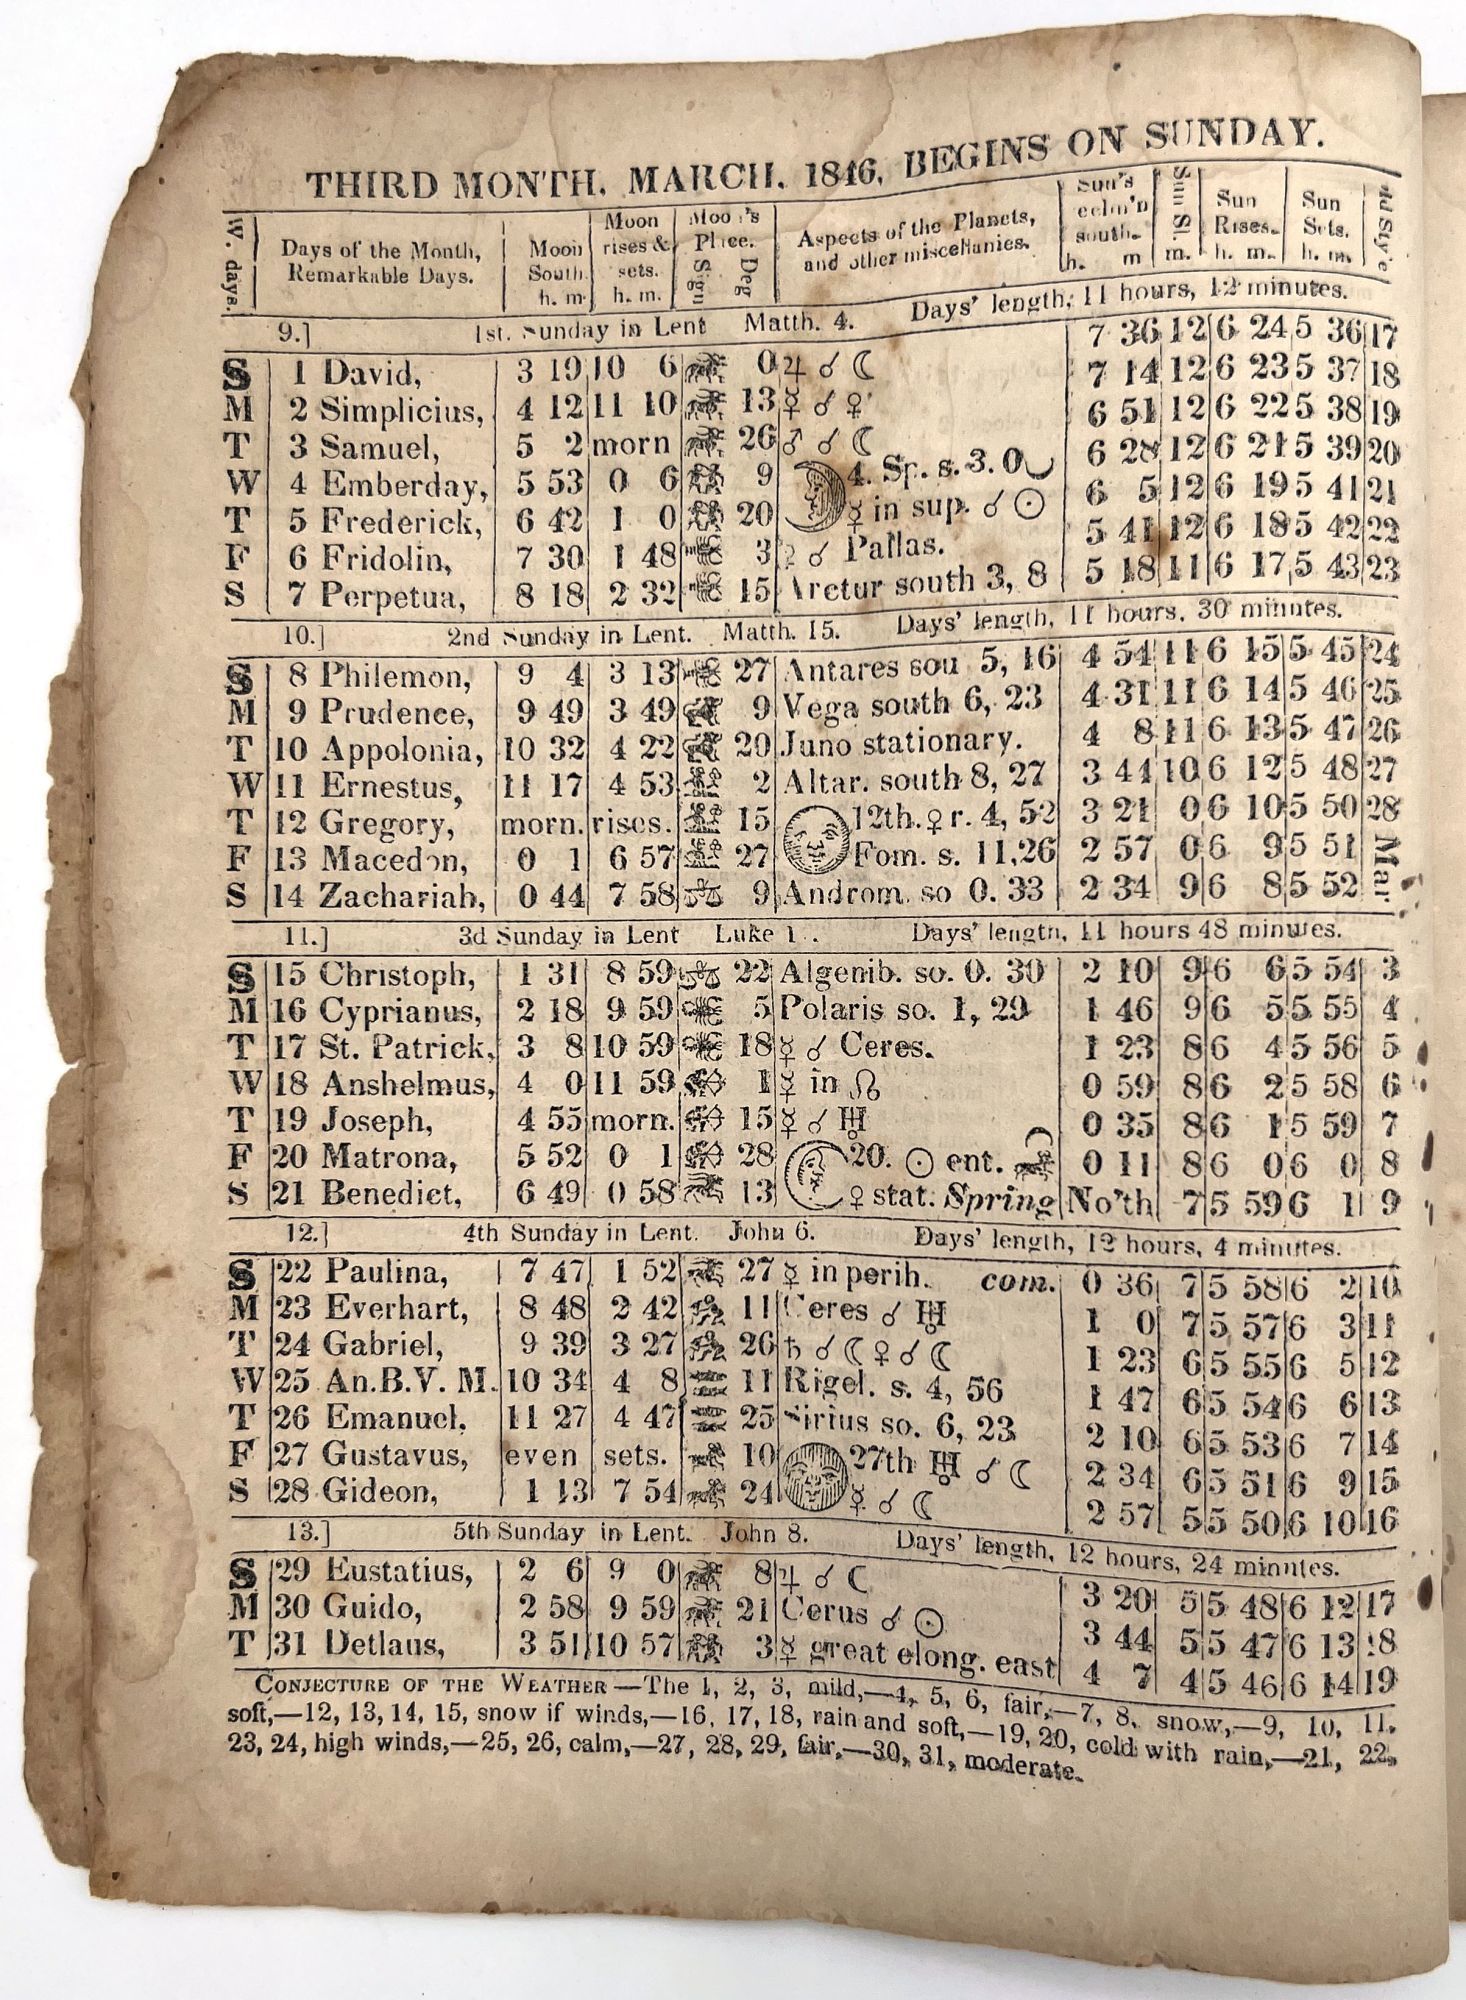 THIRD MONTH, MARCH, 1846, BEGINS ON SUNDAY.
W. days. Days of the Month, Remarkable Days. Moon South. h. m Moon rises & sets. h. m. Moon's Place. Sign Deg Aspects of the Planets, and other miscellanies. Sun's eclin'n south. h. m Sun Sl. m. Sun Rises. h. m. Sun Sets. h. m. Old Sty'e
9.] 1st. Sunday in Lent Matth. 4. Days' length, 11 hours, 12 minutes.
S 1 David, 3 19 10 6 0 ♃ ☌ ☾ 7 36 12 6 24 5 36 17
M 2 Simplicius, 4 12 11 10 13 ☿ ☌ ♀ 7 14 12 6 23 5 37 18
T 3 Samuel, 5 2 morn 26 ♂ ☌ ☾ 6 51 12 6 22 5 38 19
W 4 Emberday, 5 53 0 6 9 4. Sp. s. 3. 0 6 28 12 6 21 5 39 20
T 5 Frederick, 6 42 1 0 20 ☿ in sup. ☌ ☉ 6 5 12 6 19 5 41 21
F 6 Fridolin, 7 30 1 48 3 ☌ Pallas. 5 41 12 6 18 5 42 22
S 7 Perpetua, 8 18 2 32 15 Arctur south 3, 8 5 18 11 6 17 5 43 23
10.] 2nd Sunday in Lent. Matth. 15. Days' length, 11 hours, 30 minutes.
S 8 Philemon, 9 4 3 13 27 Antares sou 5, 16 4 54 11 6 15 5 45 24
M 9 Prudence, 9 49 3 49 9 Vega south 6, 23 4 31 11 6 14 5 46 25
T 10 Appolonia, 10 32 4 22 20 Juno stationary. 4 8 11 6 13 5 47 26
W 11 Ernestus, 11 17 4 53 2 Altar. south 8, 27 3 44 10 6 12 5 48 27
T 12 Gregory, morn. rises. 15 12th. ♀ r. 4, 52 3 21 0 6 10 5 50 28
F 13 Macedon, 0 1 6 57 27 Fom. s. 11,26 2 57 0 6 9 5 51 Mar
S 14 Zachariah, 0 44 7 58 9 Androm. so 0. 33 2 34 9 6 8 5 52
11.] 3d Sunday in Lent Luke 1 . Days' length, 11 hours 48 minutes.
S 15 Christoph, 1 31 8 59 22 Algenib. so. 0. 30 2 10 9 6 6 5 54 3
M 16 Cyprianus, 2 18 9 59 5 Polaris so. 1, 29 1 46 9 6 5 5 55 4
T 17 St. Patrick, 3 8 10 59 18 ☿ ☌ Ceres. 1 23 8 6 4 5 56 5
W 18 Anshelmus, 4 0 11 59 1 ☿ in ☊ 0 59 8 6 2 5 58 6
T 19 Joseph, 4 55 morn. 15 ☿ ☌ ♅ 0 35 8 6 1 5 59 7
F 20 Matrona, 5 52 0 1 28 20. ☉ ent. 0 11 8 6 0 6 0 8
S 21 Benedict, 6 49 0 58 13 ♀ stat. Spring No'th 7 5 59 6 1 9
12.] 4th Sunday in Lent. John 6. Days' length, 12 hours, 4 minutes.
S 22 Paulina, 7 47 1 52 27 ☿ in perih. com. 0 36 7 5 58 6 2 10
M 23 Everhart, 8 48 2 42 11 Ceres ☌ ♅ 1 0 7 5 57 6 3 11
T 24 Gabriel, 9 39 3 27 26 ♄ ☌ ☾ ♀ ☌ ☾ 1 23 6 5 55 6 5 12
W 25 An.B.V. M. 10 34 4 8 11 Rigel. s. 4, 56 1 47 6 5 54 6 6 13
T 26 Emanuel, 11 27 4 47 25 Sirius so. 6, 23 2 10 6 5 53 6 7 14
F 27 Gustavus, even sets. 10 27th ♅ ☌ ☾ 2 34 6 5 51 6 9 15
S 28 Gideon, 1 13 7 54 24 ☿ ☌ ☾ 2 57 5 5 50 6 10 16
13.] 5th Sunday in Lent. John 8. Days' length, 12 hours, 24 minutes.
S 29 Eustatius, 2 6 9 0 8 ♃ ☌ ☾ 3 20 5 5 48 6 12 17
M 30 Guido, 2 58 9 59 21 Cerus ☌ ☉ 3 44 5 5 47 6 13 18
T 31 Detlaus, 3 51 10 57 3 ☿ great elong. east 4 7 4 5 46 6 14 19
CONJECTURE OF THE WEATHER—The 1, 2, 3, mild,—4, 5, 6, fair,—7, 8, snow,—9, 10, 11.
soft,—12, 13, 14, 15, snow if winds,—16, 17, 18, rain and soft,—19, 20, cold with rain,—21, 22,
23, 24, high winds,—25, 26, calm,—27, 28, 29, fair,—30, 31, moderate.